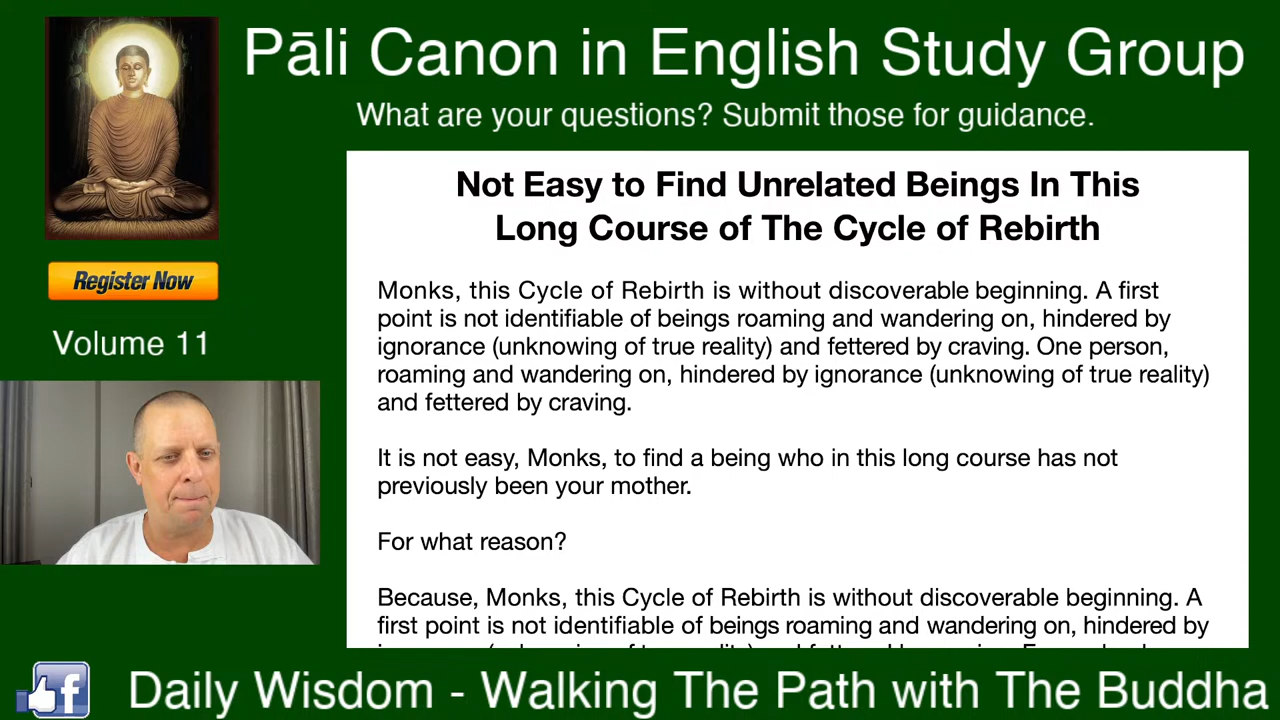 Pāli Canon in English Study Group
What are your questions? Submit those for guidance.
Register Now
Volume 11
Not Easy to Find Unrelated Beings In This
Long Course of The Cycle of Rebirth
Monks, this Cycle of Rebirth is without discoverable beginning. A first
point is not identifiable of beings roaming and wandering on, hindered by
ignorance (unknowing of true reality) and fettered by craving. One person,
roaming and wandering on, hindered by ignorance (unknowing of true reality)
and fettered by craving.
It is not easy, Monks, to find a being who in this long course has not
previously been your mother.
For what reason?
Because, Monks, this Cycle of Rebirth is without discoverable beginning. A
first point is not identifiable of beings roaming and wandering on, hindered by
f
Daily Wisdom - Walking The Path with The Buddha